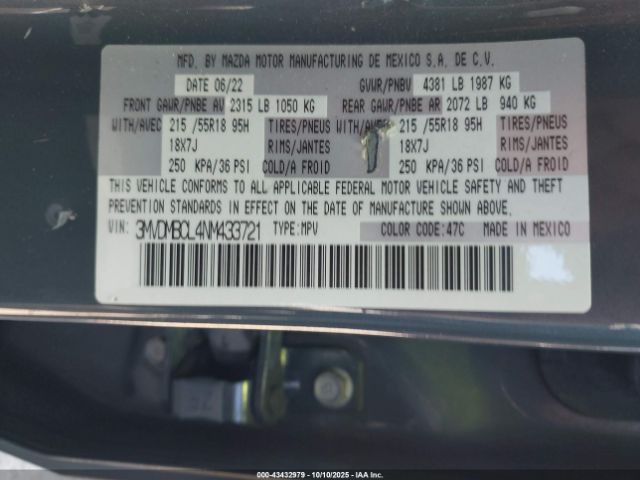 MFD. BY MAZDA MOTOR MANUFACTURING DE MEXICO S.A. DE C.V.
DATE 06/22 GVWR/PNBV 4381 LB 1987 KG
FRONT GAWR/PNBE AV 2315 LB 1050 KG REAR GAWR/PNBE AR 2072 LB 940 KG
WITH/AVEC 215 /55R18 95H TIRES/PNEUS WITH/AVEC 215 /55R18 95H TIRES/PNEUS
18X7J RIMS/JANTES 18X7J RIMS/JANTES
250 KPA/36 PSI COLD/A FROID 250 KPA/36 PSI COLD/A FROID
THIS VEHICLE CONFORMS TO ALL APPLICABLE FEDERAL MOTOR VEHICLE SAFETY AND THEFT
PREVENTION STANDARDS IN EFFECT ON THE DATE OF MANUFACTURE SHOWN ABOVE.
VIN: 3MVDMBCL4NM433721 TYPE:MPV COLOR CODE:47C MADE IN MEXICO
000-43432979 - 10/10/2025 - IAA, Inc.